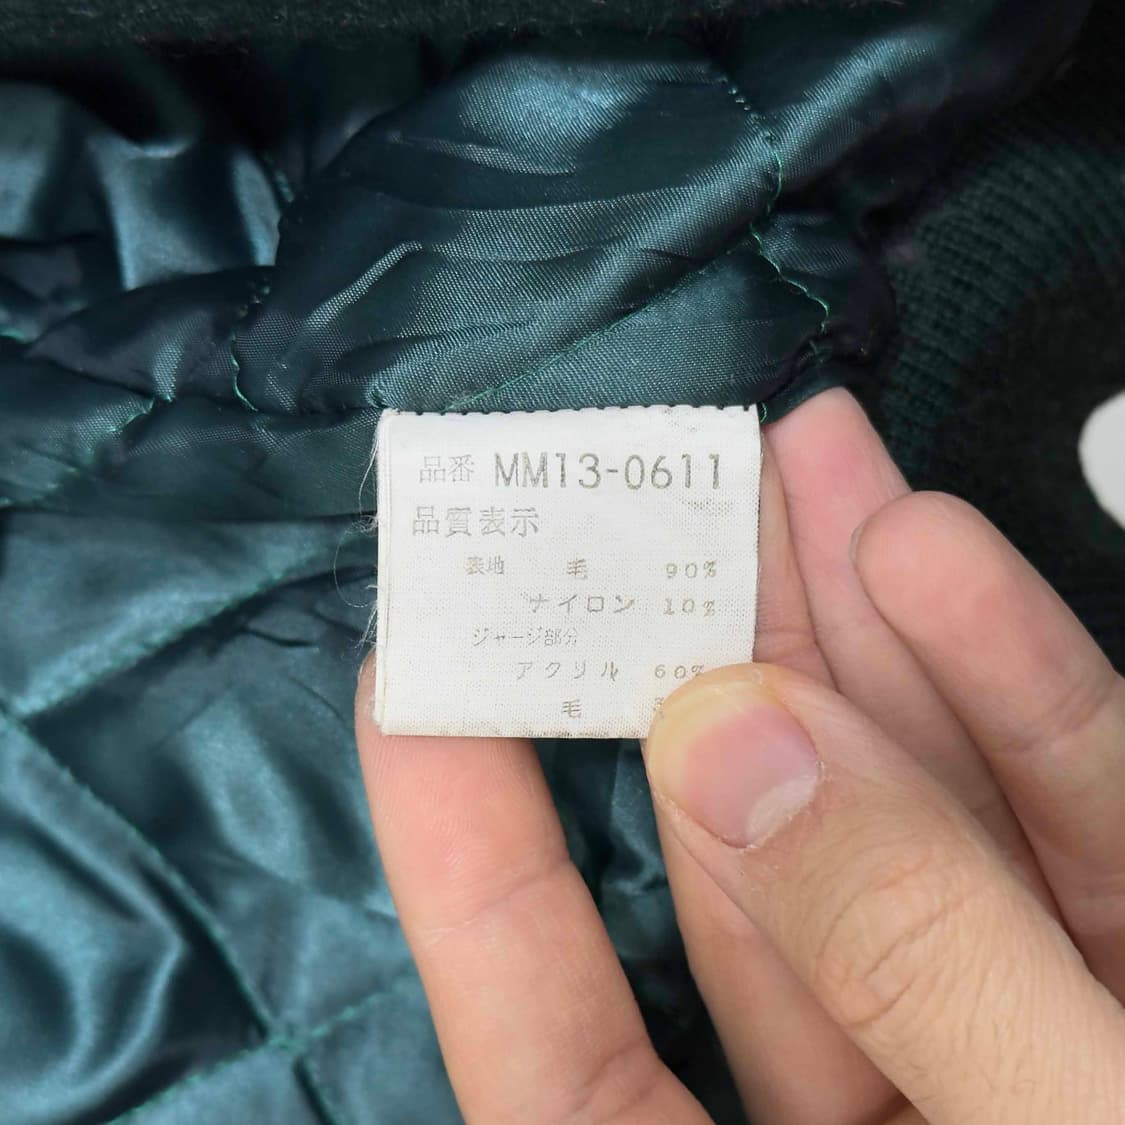 品番 MM13-0611
品質表示
表地 毛 90%
ナイロン 10%
ジャージ部分
アクリル 60%
毛